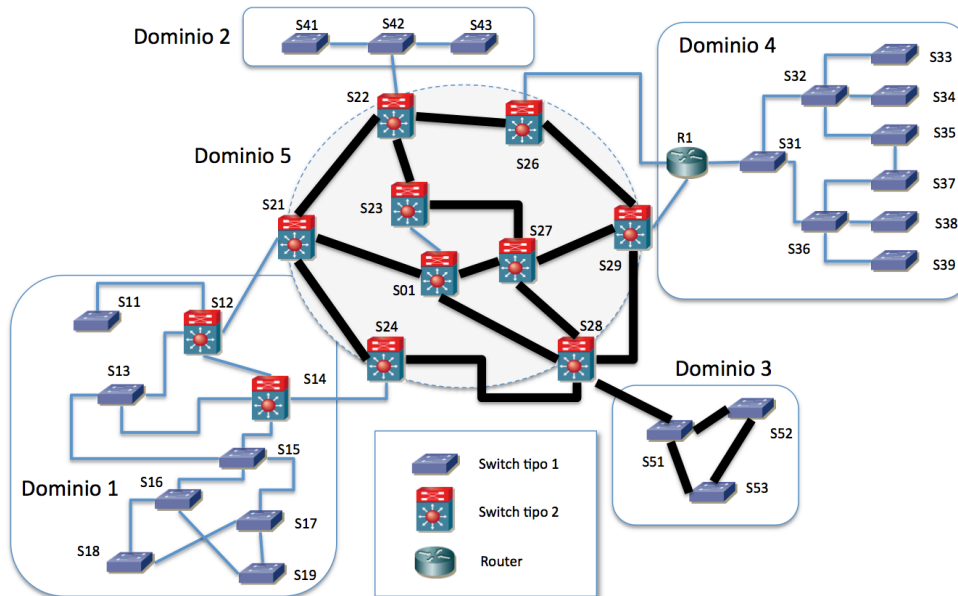 S41
S42
S43
Dominio 2
Dominio 4
S33
S32
S34
S22
R1
S31
S35
Dominio 5
S26
S37
S23
S21
S27
S36
S38
S29
S39
S01
S11
S12
S24
S28
Dominio 3
S13
S14
S52
S51
S15
Switch tipo 1
S53
Dominio 1
S16
S17
Switch tipo 2
S18
S19
Router